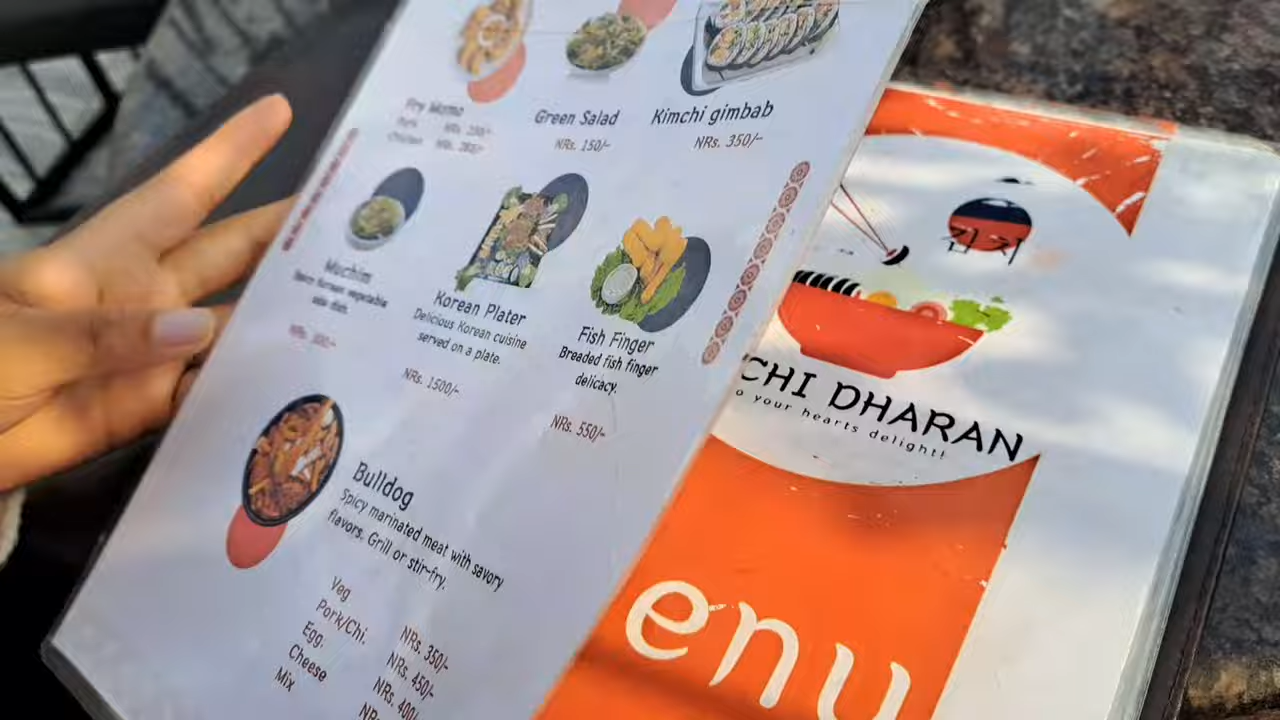 Fry Momo
Green Salad
NRs. 150/-
Kimchi gimbab
NRs. 350/-
Muchim
Korean Plater
Delicious Korean cuisine
served on a plate.
NRs. 1500/-
Fish Finger
Breaded fish finger
delicacy.
NRs. 550/-
Bulldog
Spicy marinated meat with savory
flavors. Grill or stir-fry.
Veg NRs. 350/-
Pork/Chi. NRs. 450/-
Egg. NRs. 400/-
Cheese NRs
Mix
김치
CHI DHARAN
o your hearts delight!
enu